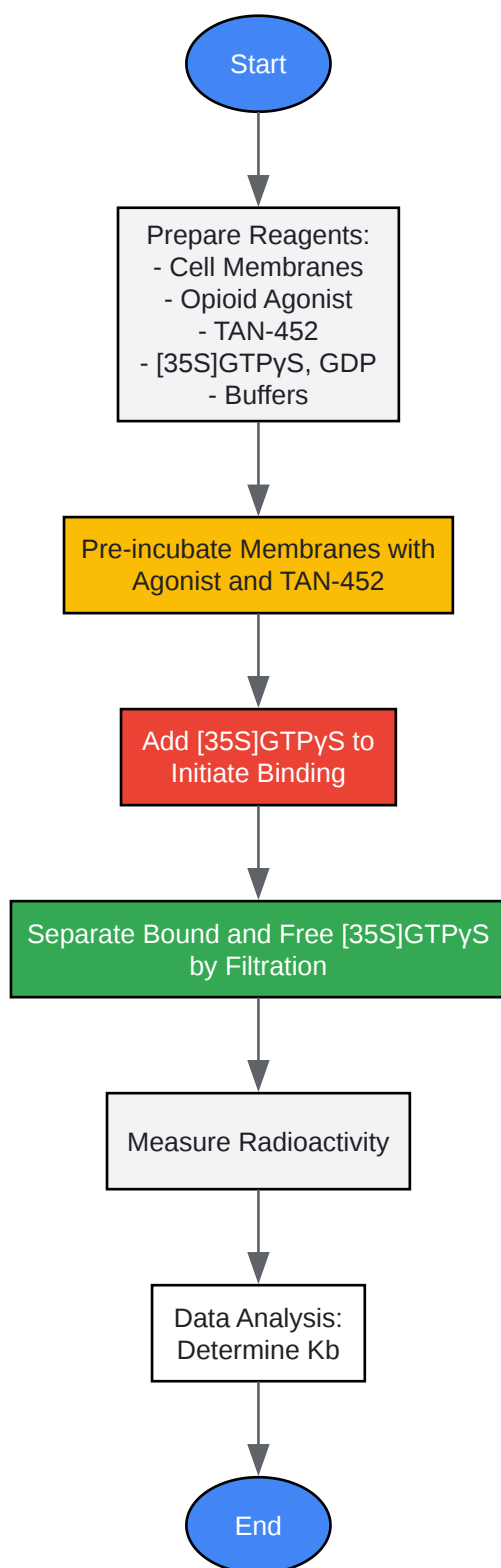 Start
Prepare Reagents:
- Cell Membranes
- Opioid Agonist
- TAN-452
- [35S]GTPγS, GDP
- Buffers
Pre-incubate Membranes with
Agonist and TAN-452
Add [35S]GTPγS to
Initiate Binding
Separate Bound and Free [35S]GTPγS
by Filtration
Measure Radioactivity
Data Analysis:
Determine Kb
End